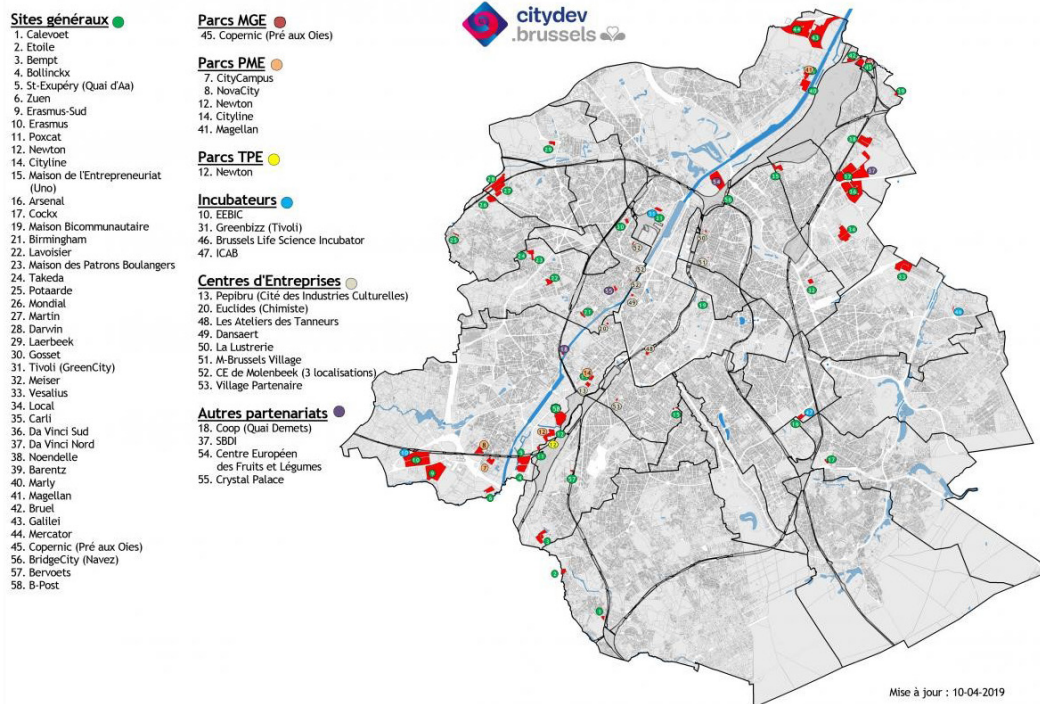 citydev
.brussels
Sites généraux
1. Calevoet
2. Etoile
3. Bempt
4. Bollinckx
5. St-Exupéry (Quai d'Aa)
6. Zuen
9. Erasmus-Sud
10. Erasmus
11. Poxcat
12. Newton
14. Cityline
15. Maison de l'Entrepreneuriat
(Uno)
16. Arsenal
17. Cockx
19. Maison Bicommunautaire
21. Birmingham
22. Lavoisier
23. Maison des Patrons Boulangers
24. Takeda
25. Potaarde
26. Mondial
27. Martin
28. Darwin
29. Laerbeek
30. Gosset
31. Tivoli (GreenCity)
32. Meiser
33. Vesalius
34. Local
35. Carli
36. Da Vinci Sud
37. Da Vinci Nord
38. Noendelle
39. Barentz
40. Marly
41. Magellan
42. Bruel
43. Galilei
44. Mercator
45. Copernic (Pré aux Oies)
56. BridgeCity (Navez)
57. Bervoets
58. B-Post
Parcs MGE
45. Copernic (Pré aux Oies)
Parcs PME
7. CityCampus
8. NovaCity
12. Newton
14. Cityline
41. Magellan
Parcs TPE
12. Newton
Incubateurs
10. EEBIC
31. Greenbizz (Tivoli)
46. Brussels Life Science Incubator
47. ICAB
Centres d'Entreprises
13. Pepibru (Cité des Industries Culturelles)
20. Euclides (Chimiste)
48. Les Ateliers des Tanneurs
49. Dansaert
50. La Lustrerie
51. M-Brussels Village
52. CE de Molenbeek (3 localisations)
53. Village Partenaire
Autres partenariats
18. Coop (Quai Demets)
37. SBDI
54. Centre Européen
des Fruits et Légumes
55. Crystal Palace
Mise à jour : 10-04-2019